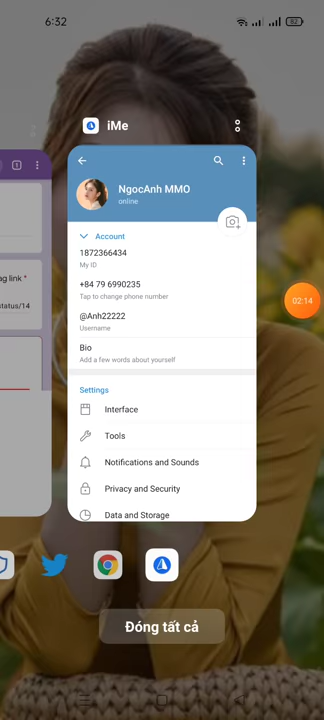 6:32
82
iMe
NgocAnh MMO
online
Account
1872366434
My ID
+84 79 6990235
Tap to change phone number
@Anh22222
Username
Bio
Add a few words about yourself
Settings
Interface
Tools
Notifications and Sounds
Privacy and Security
Data and Storage
ag link *
status/14
02:14
Đóng tất cả